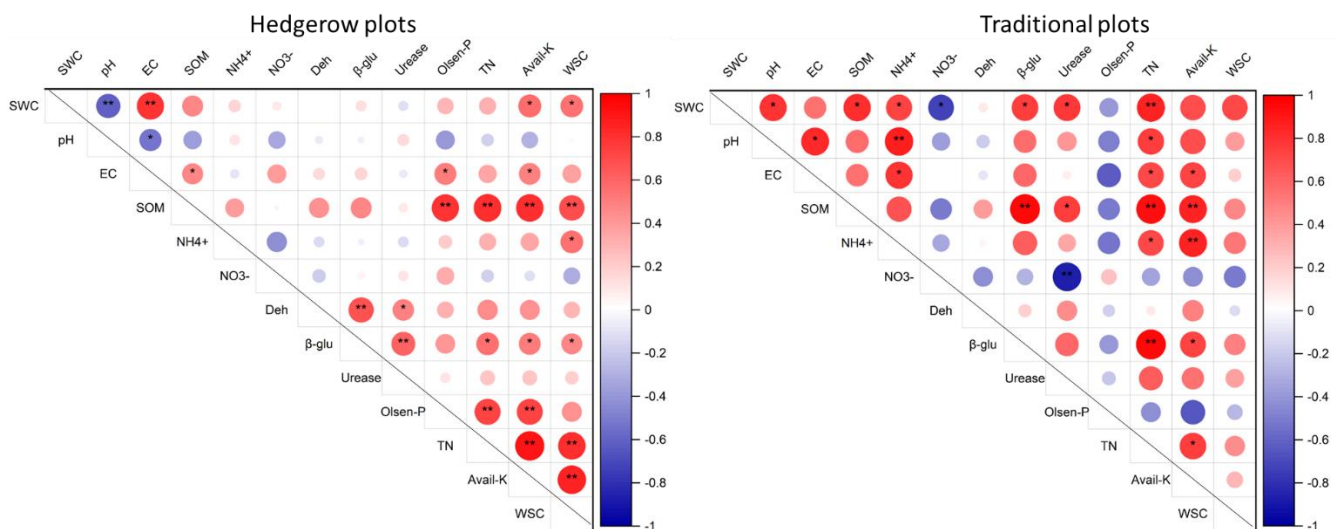 Hedgerow plots
SWC pH EC SOM NH4+ NO3- Deh β-glu Urease Olsen-P TN Avail-K WSC
SWC ** ** * *
pH *
EC * * *
SOM ** ** ** **
NH4+ *
NO3-
Deh ** *
β-glu ** * * *
Urease
Olsen-P ** **
TN ** **
Avail-K **
WSC
1
0.8
0.6
0.4
0.2
0
-0.2
-0.4
-0.6
-0.8
-1
Traditional plots
SWC pH EC SOM NH4+ NO3- Deh β-glu Urease Olsen-P TN Avail-K WSC
SWC * * * * * * **
pH * ** *
EC * * *
SOM ** * ** **
NH4+ * **
NO3- **
Deh
β-glu ** *
Urease
Olsen-P
TN *
Avail-K
WSC
1
0.8
0.6
0.4
0.2
0
-0.2
-0.4
-0.6
-0.8
-1